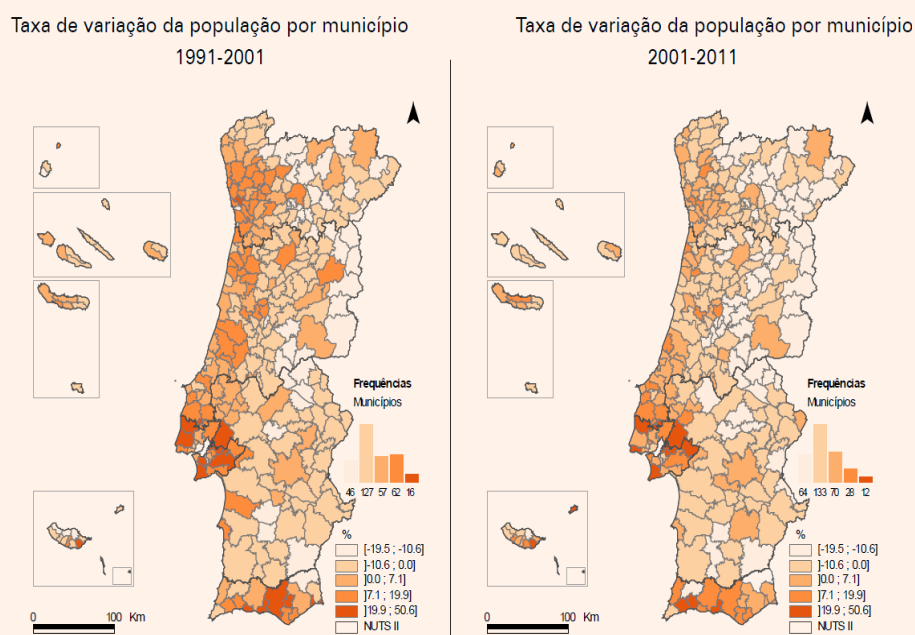 Taxa de variação da população por município
1991-2001
Frequências
Municípios
46 127 57 62 16
%
[-19.5 ; -10.6]
]-10.6 ; 0.0]
]0.0 ; 7.1]
]7.1 ; 19.9]
]19.9 ; 50.6]
NUTS II
0 100 Km
Taxa de variação da população por município
2001-2011
Frequências
Municípios
64 133 70 28 12
%
[-19.5 ; -10.6]
]-10.6 ; 0.0]
]0.0 ; 7.1]
]7.1 ; 19.9]
]19.9 ; 50.6]
NUTS II
0 100 Km